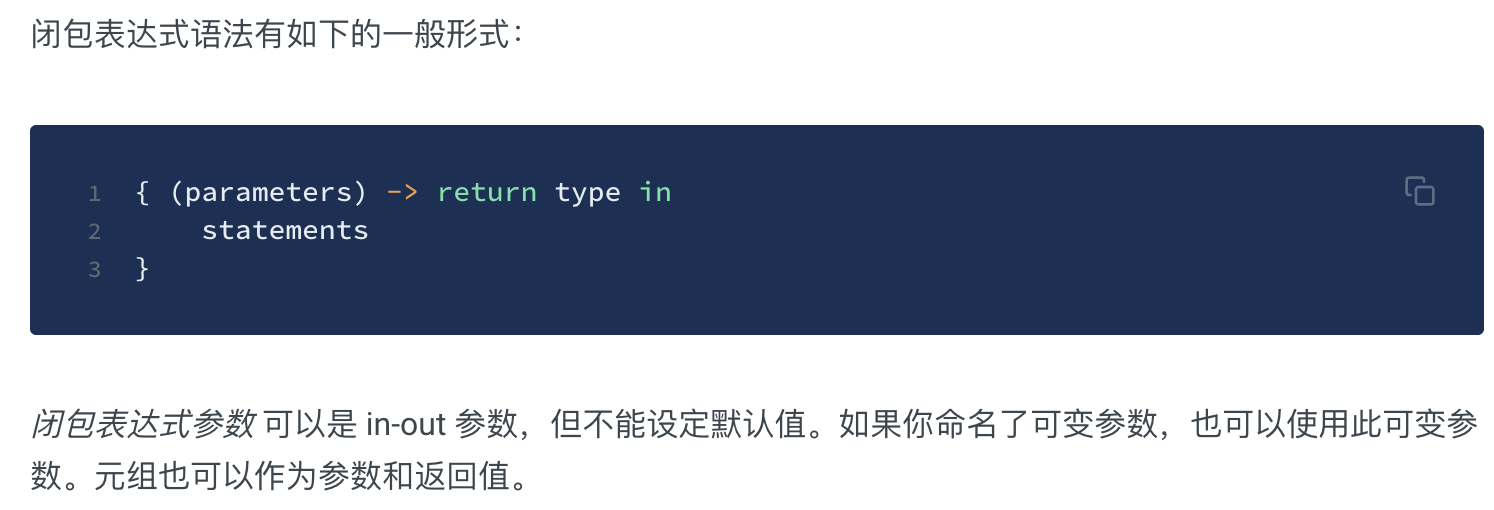 闭包表达式语法有如下的一般形式：
1 { (parameters) -> return type in
2     statements
3 }
闭包表达式参数 可以是 in-out 参数，但不能设定默认值。如果你命名了可变参数，也可以使用此可变参
数。元组也可以作为参数和返回值。